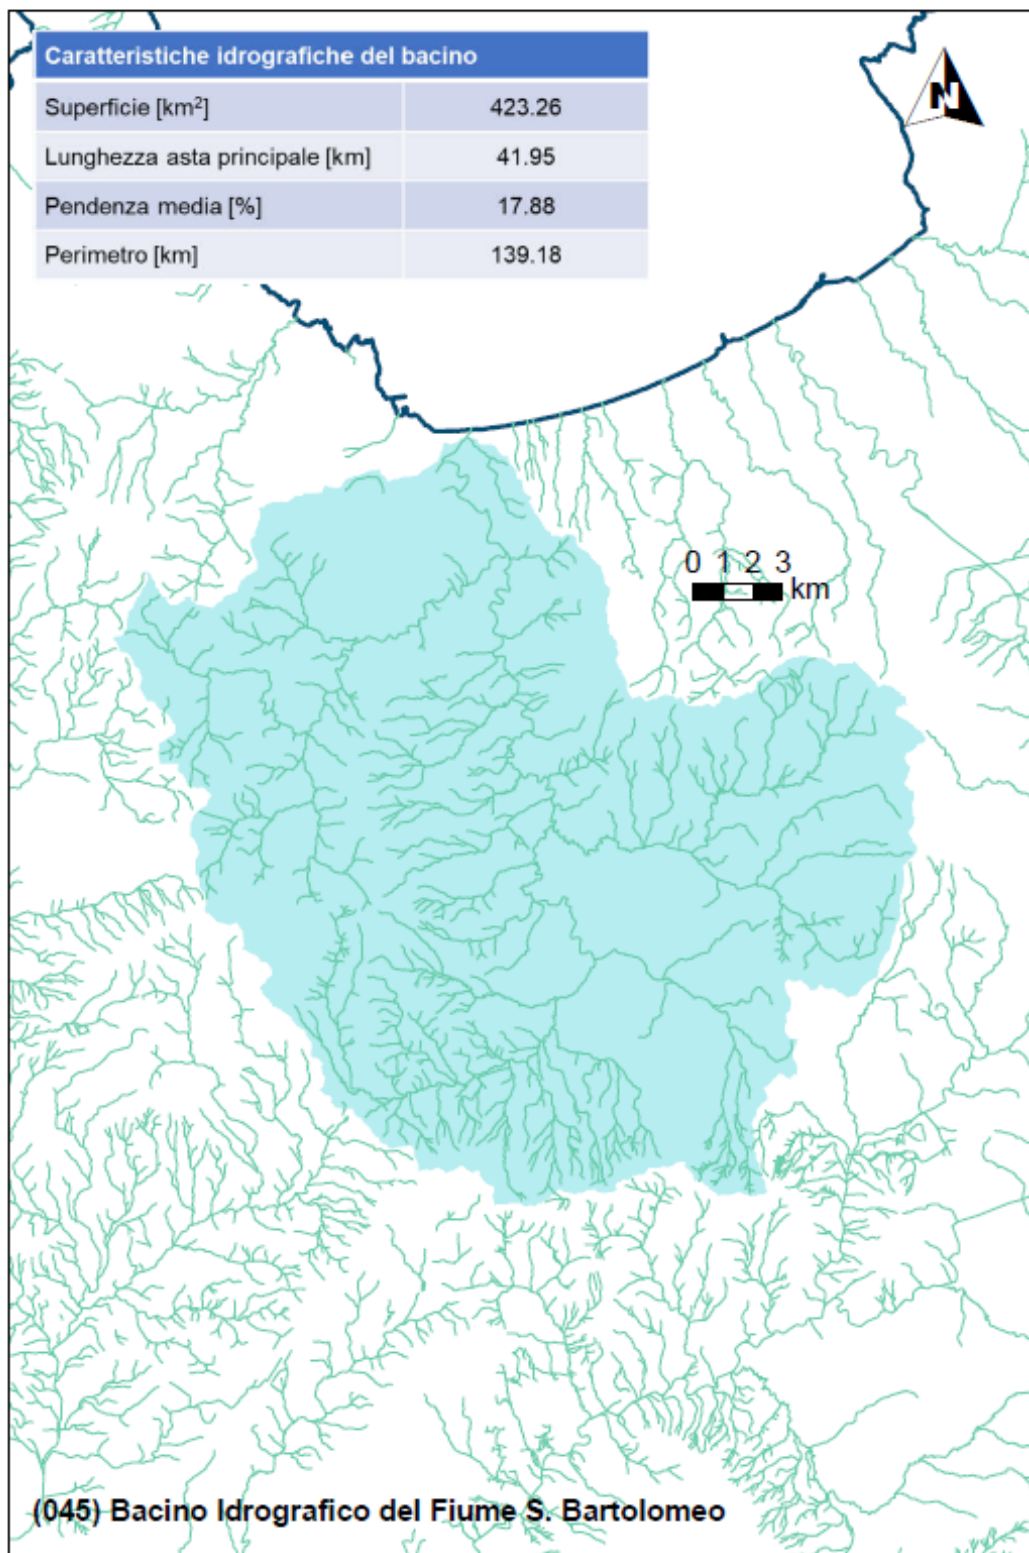 Caratteristiche idrografiche del bacino
Superficie [km²] 423.26
Lunghezza asta principale [km] 41.95
Pendenza media [%] 17.88
Perimetro [km] 139.18
N
0 1 2 3
km
(045) Bacino Idrografico del Fiume S. Bartolomeo